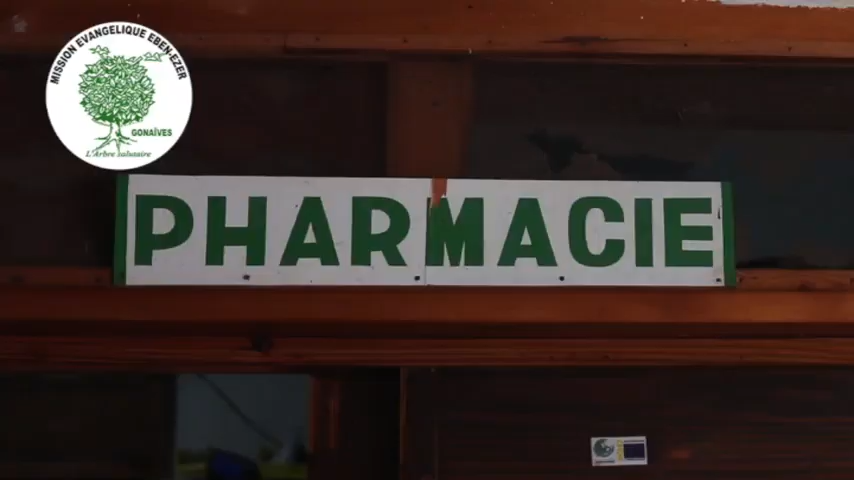 MISSION EVANGELIQUE EBEN-EZER
GONAÏVES
L'Arbre salutaire
PHARMACIE